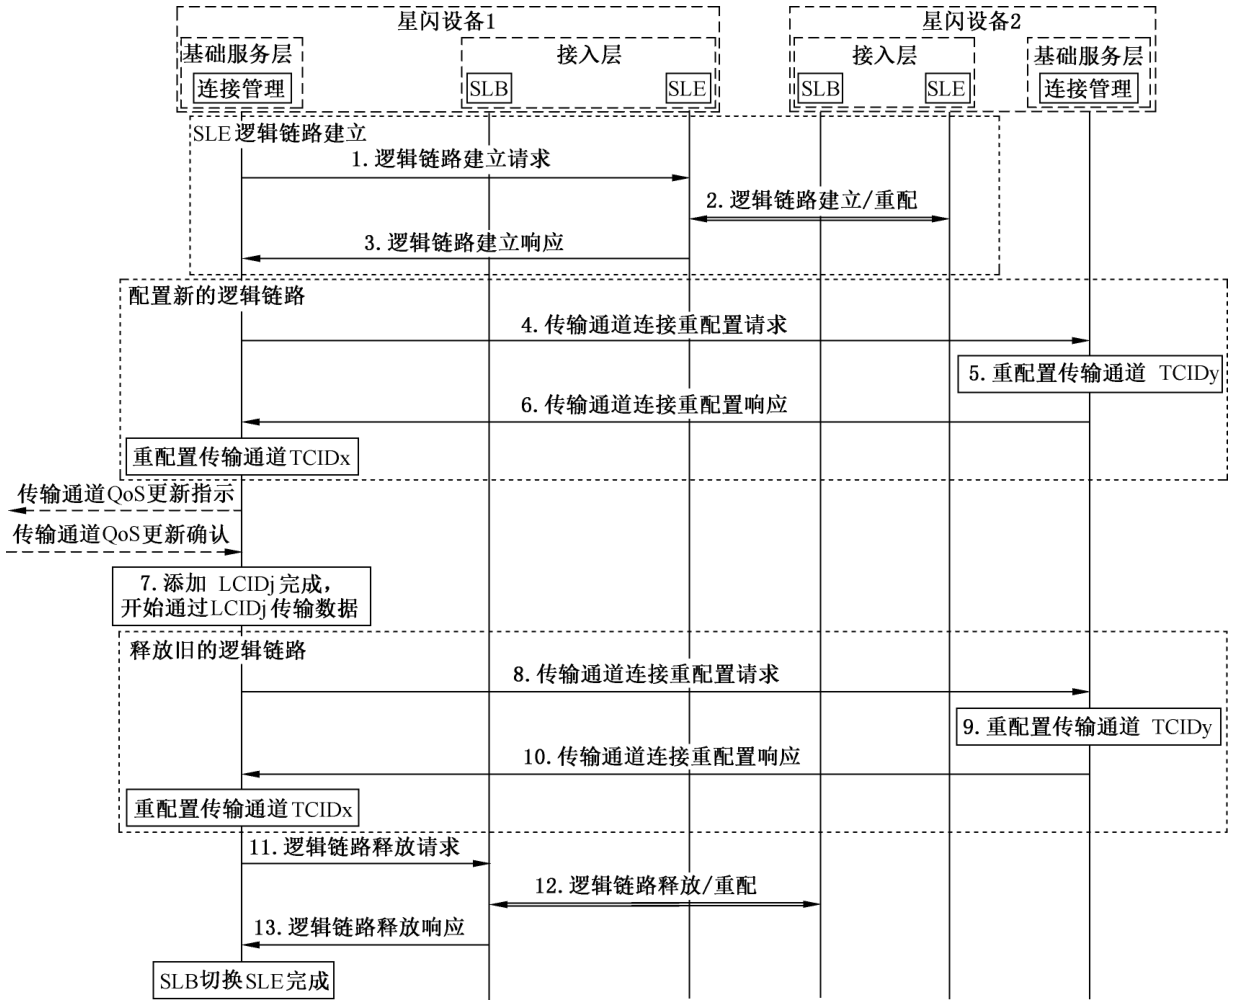 星闪设备1
星闪设备2
基础服务层
接入层
接入层
基础服务层
连接管理
SLB
SLE
SLB
SLE
连接管理
SLE逻辑链路建立
1.逻辑链路建立请求
2.逻辑链路建立/重配
3.逻辑链路建立响应
配置新的逻辑链路
4.传输通道连接重配置请求
5.重配置传输通道 TCIDy
6.传输通道连接重配置响应
重配置传输通道TCIDx
传输通道QoS更新指示
传输通道QoS更新确认
7.添加 LCIDj完成，
开始通过LCIDj传输数据
释放旧的逻辑链路
8.传输通道连接重配置请求
9.重配置传输通道 TCIDy
10.传输通道连接重配置响应
重配置传输通道TCIDx
11.逻辑链路释放请求
12.逻辑链路释放/重配
13.逻辑链路释放响应
SLB切换SLE完成